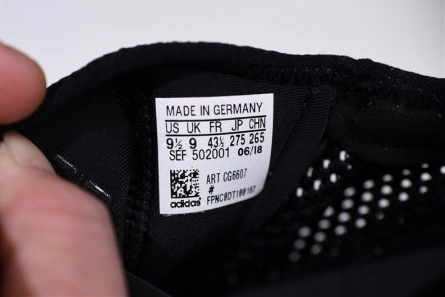 MADE IN GERMANY
US UK FR JP CHN
9½ 9 43⅓ 275 265
SEF 502001 06/18
ART CG6607
#
adidas